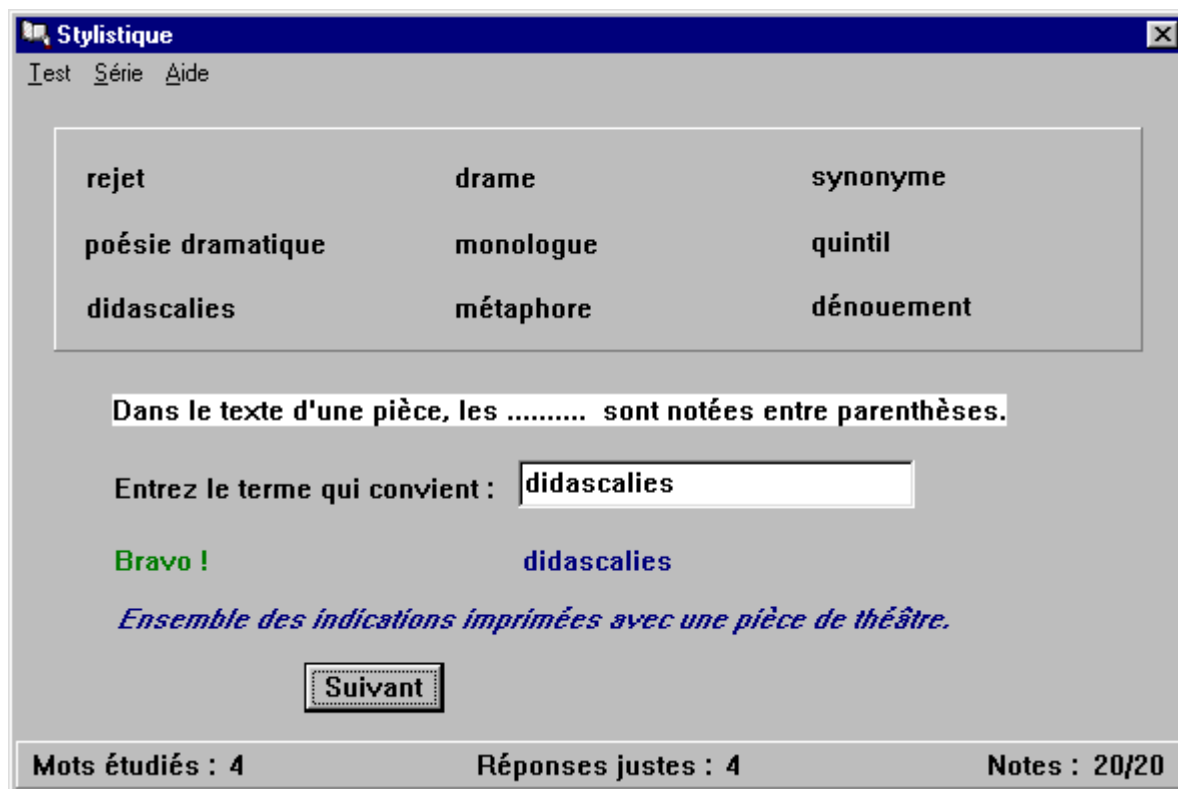 Stylistique
Test Série Aide
rejet drame synonyme
poésie dramatique monologue quintil
didascalies métaphore dénouement
Dans le texte d'une pièce, les .......... sont notées entre parenthèses.
Entrez le terme qui convient : didascalies
Bravo ! didascalies
Ensemble des indications imprimées avec une pièce de théâtre.
Suivant
Mots étudiés : 4 Réponses justes : 4 Notes : 20/20